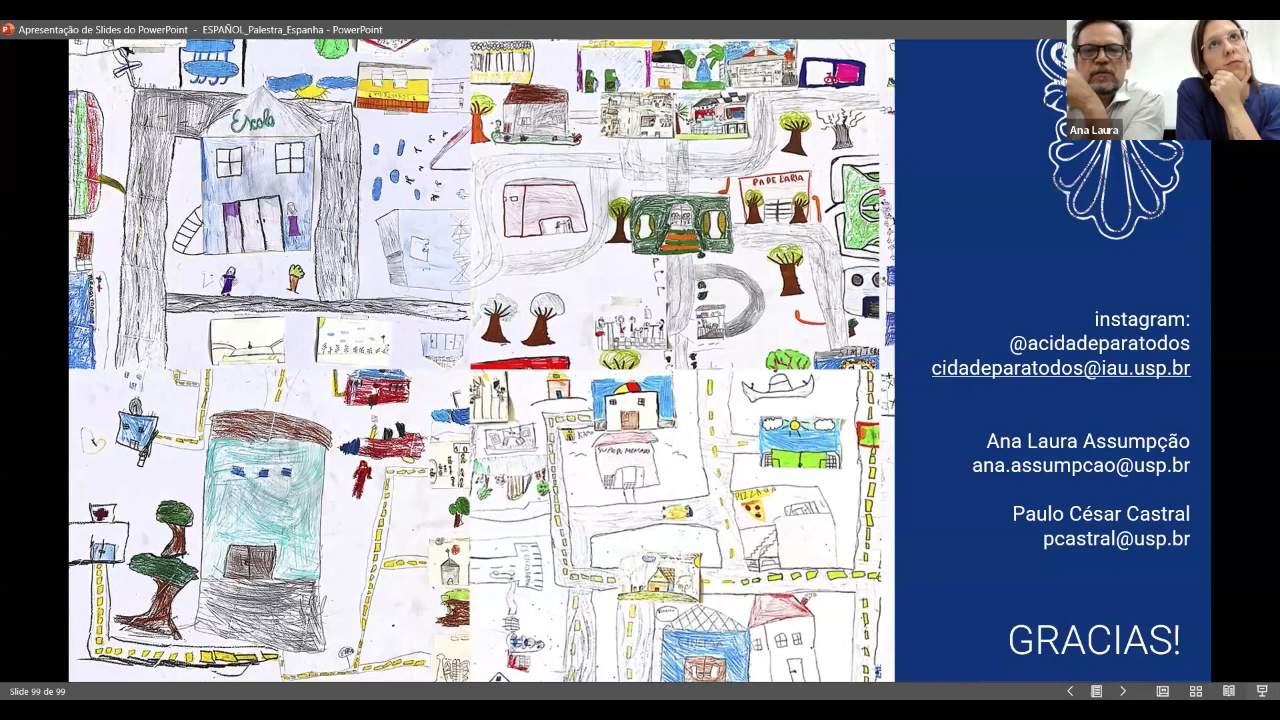 Apresentação de Slides do PowerPoint - ESPAÑOL_Palestra_Espanha - PowerPoint
Ana Laura
Escola
PADELARIA
SUPER MERCADO
PIZZARIA
instagram:
@acidadeparatodos
cidadeparatodos@iau.usp.br
Ana Laura Assumpção
ana.assumpcao@usp.br
Paulo César Castral
pcastral@usp.br
GRACIAS!
Slide 99 de 99